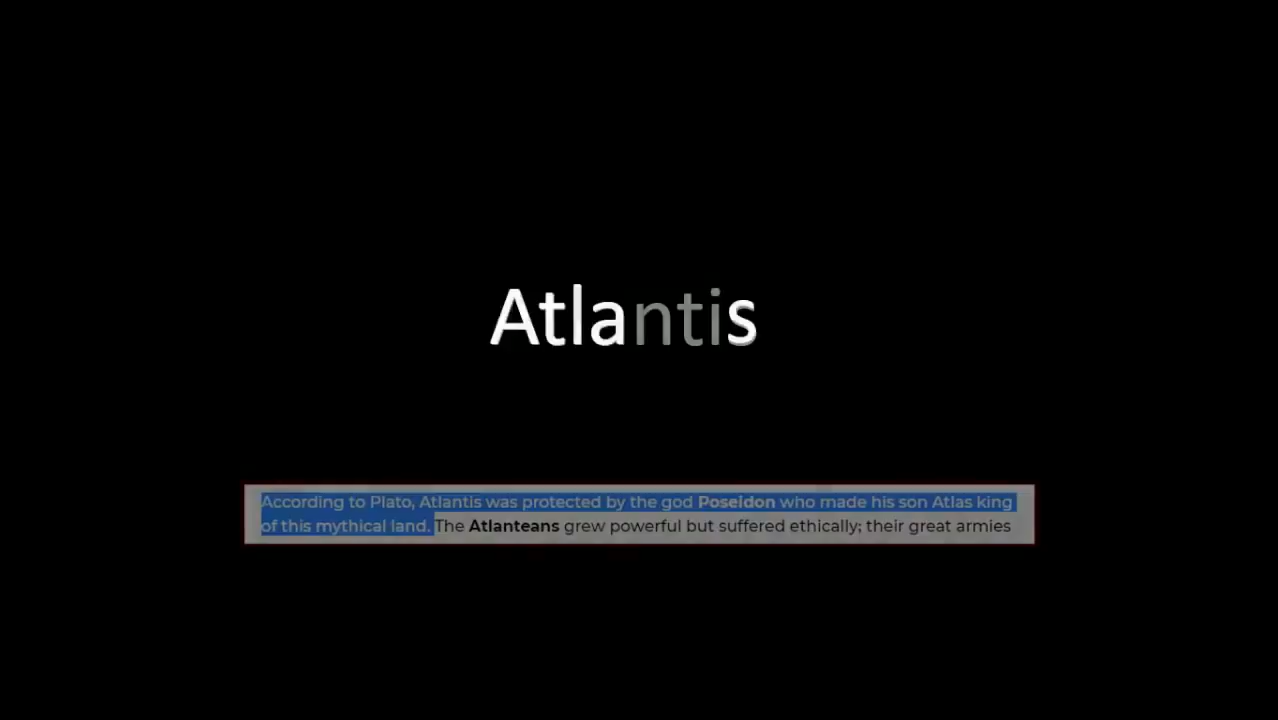 Atlantis
According to Plato, Atlantis was protected by the god Poseidon who made his son Atlas king
of this mythical land. The Atlanteans grew powerful but suffered ethically; their great armies